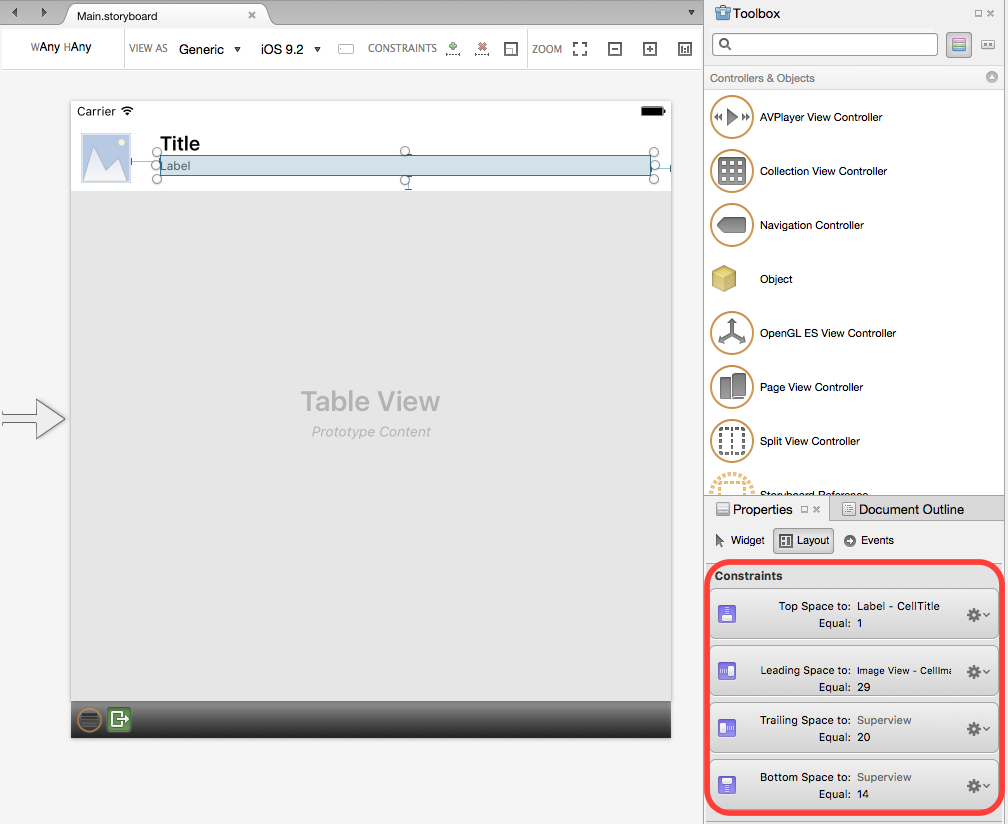 Main.storyboard
wAny hAny
VIEW AS
Generic
iOS 9.2
CONSTRAINTS
ZOOM
Carrier
Title
Label
Table View
Prototype Content
Toolbox
Controllers & Objects
AVPlayer View Controller
Collection View Controller
Navigation Controller
Object
OpenGL ES View Controller
Page View Controller
Split View Controller
Storyboard Reference
Properties
Document Outline
Widget
Layout
Events
Constraints
Top Space to: Label - CellTitle
Equal: 1
Leading Space to: Image View - CellIma
Equal: 29
Trailing Space to: Superview
Equal: 20
Bottom Space to: Superview
Equal: 14